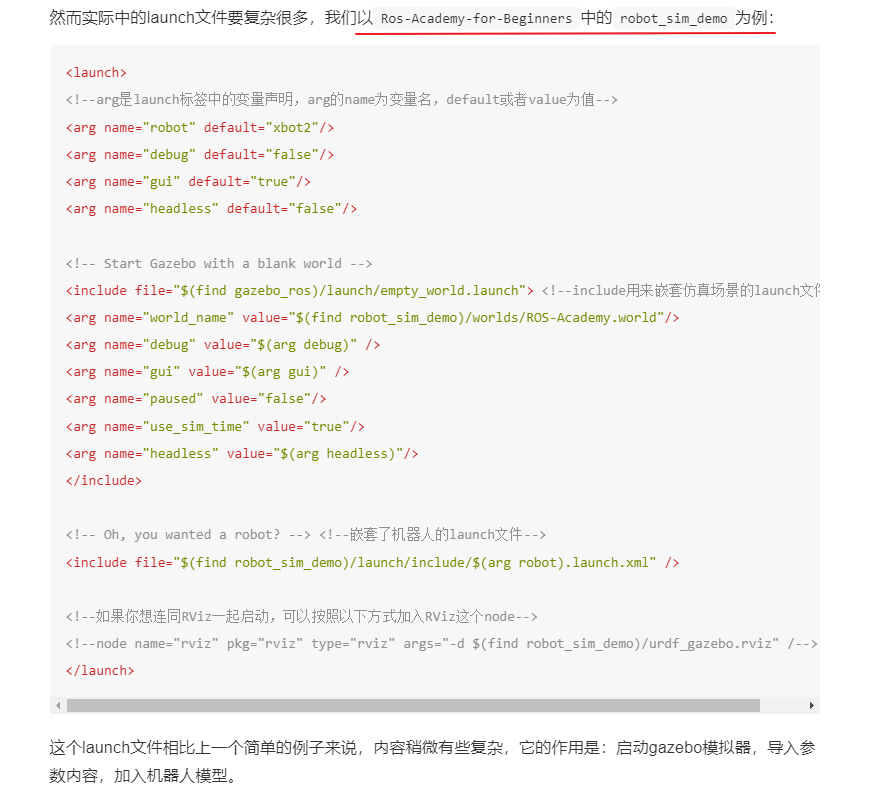 然而实际中的launch文件要复杂很多，我们以 Ros-Academy-for-Beginners 中的 robot_sim_demo 为例：
<launch>
<!--arg是launch标签中的变量声明，arg的name为变量名，default或者value为值-->
<arg name="robot" default="xbot2"/>
<arg name="debug" default="false"/>
<arg name="gui" default="true"/>
<arg name="headless" default="false"/>
<!-- Start Gazebo with a blank world -->
<include file="$(find gazebo_ros)/launch/empty_world.launch"> <!--include用来嵌套仿真场景的launch文件
<arg name="world_name" value="$(find robot_sim_demo)/worlds/ROS-Academy.world"/>
<arg name="debug" value="$(arg debug)" />
<arg name="gui" value="$(arg gui)" />
<arg name="paused" value="false"/>
<arg name="use_sim_time" value="true"/>
<arg name="headless" value="$(arg headless)"/>
</include>
<!-- Oh, you wanted a robot? --> <!--嵌套了机器人的launch文件-->
<include file="$(find robot_sim_demo)/launch/include/$(arg robot).launch.xml" />
<!--如果你想连同RViz一起启动，可以按照以下方式加入RViz这个node-->
<!--node name="rviz" pkg="rviz" type="rviz" args="-d $(find robot_sim_demo)/urdf_gazebo.rviz" /-->
</launch>
这个launch文件相比上一个简单的例子来说，内容稍微有些复杂，它的作用是：启动gazebo模拟器，导入参
数内容，加入机器人模型。